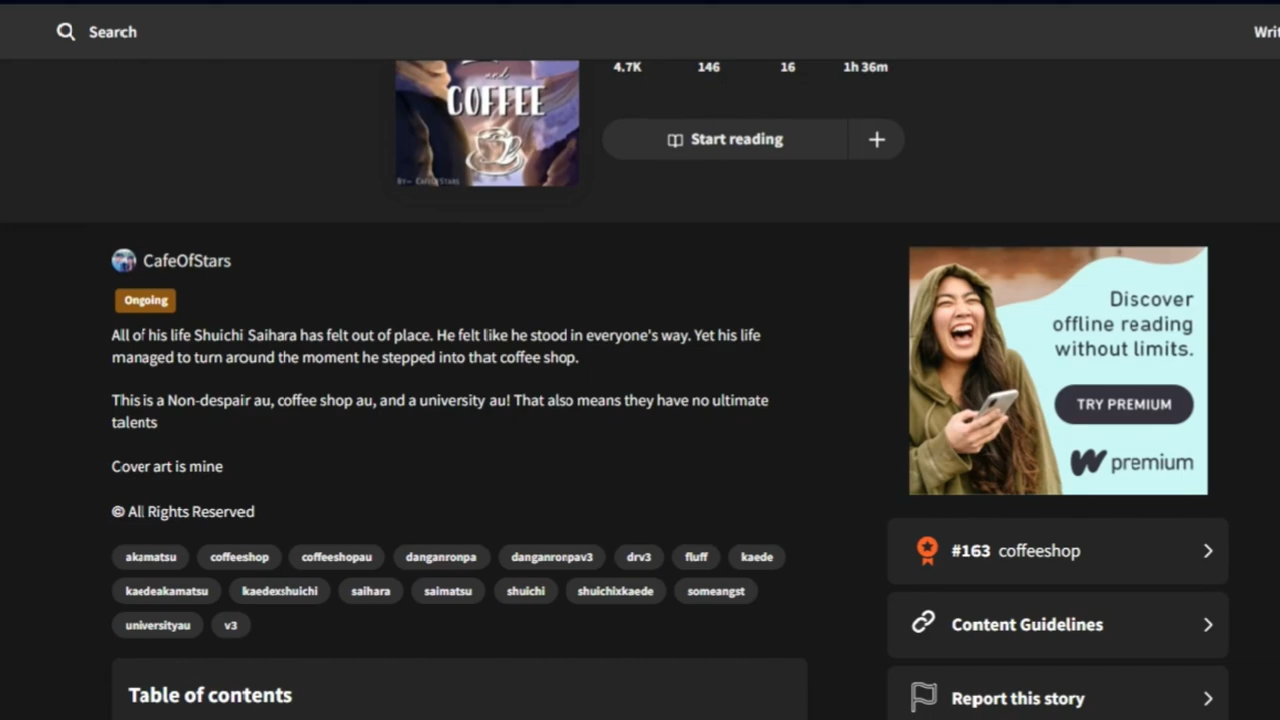 Search
Writ
and
COFFEE
BY- CAFEOFSTARS
4.7K 146 16 1h 36m
Start reading
CafeOfStars
Ongoing
All of his life Shuichi Saihara has felt out of place. He felt like he stood in everyone's way. Yet his life
managed to turn around the moment he stepped into that coffee shop.
This is a Non-despair au, coffee shop au, and a university au! That also means they have no ultimate
talents
Cover art is mine
© All Rights Reserved
akamatsu coffeeshop coffeeshopau danganronpa danganronpav3 drv3 fluff kaede
kaedeakamatsu kaedexshuichi saihara saimatsu shuichi shuichixkaede someangst
universityau v3
Table of contents
Discover
offline reading
without limits.
TRY PREMIUM
premium
#163 coffeeshop
Content Guidelines
Report this story